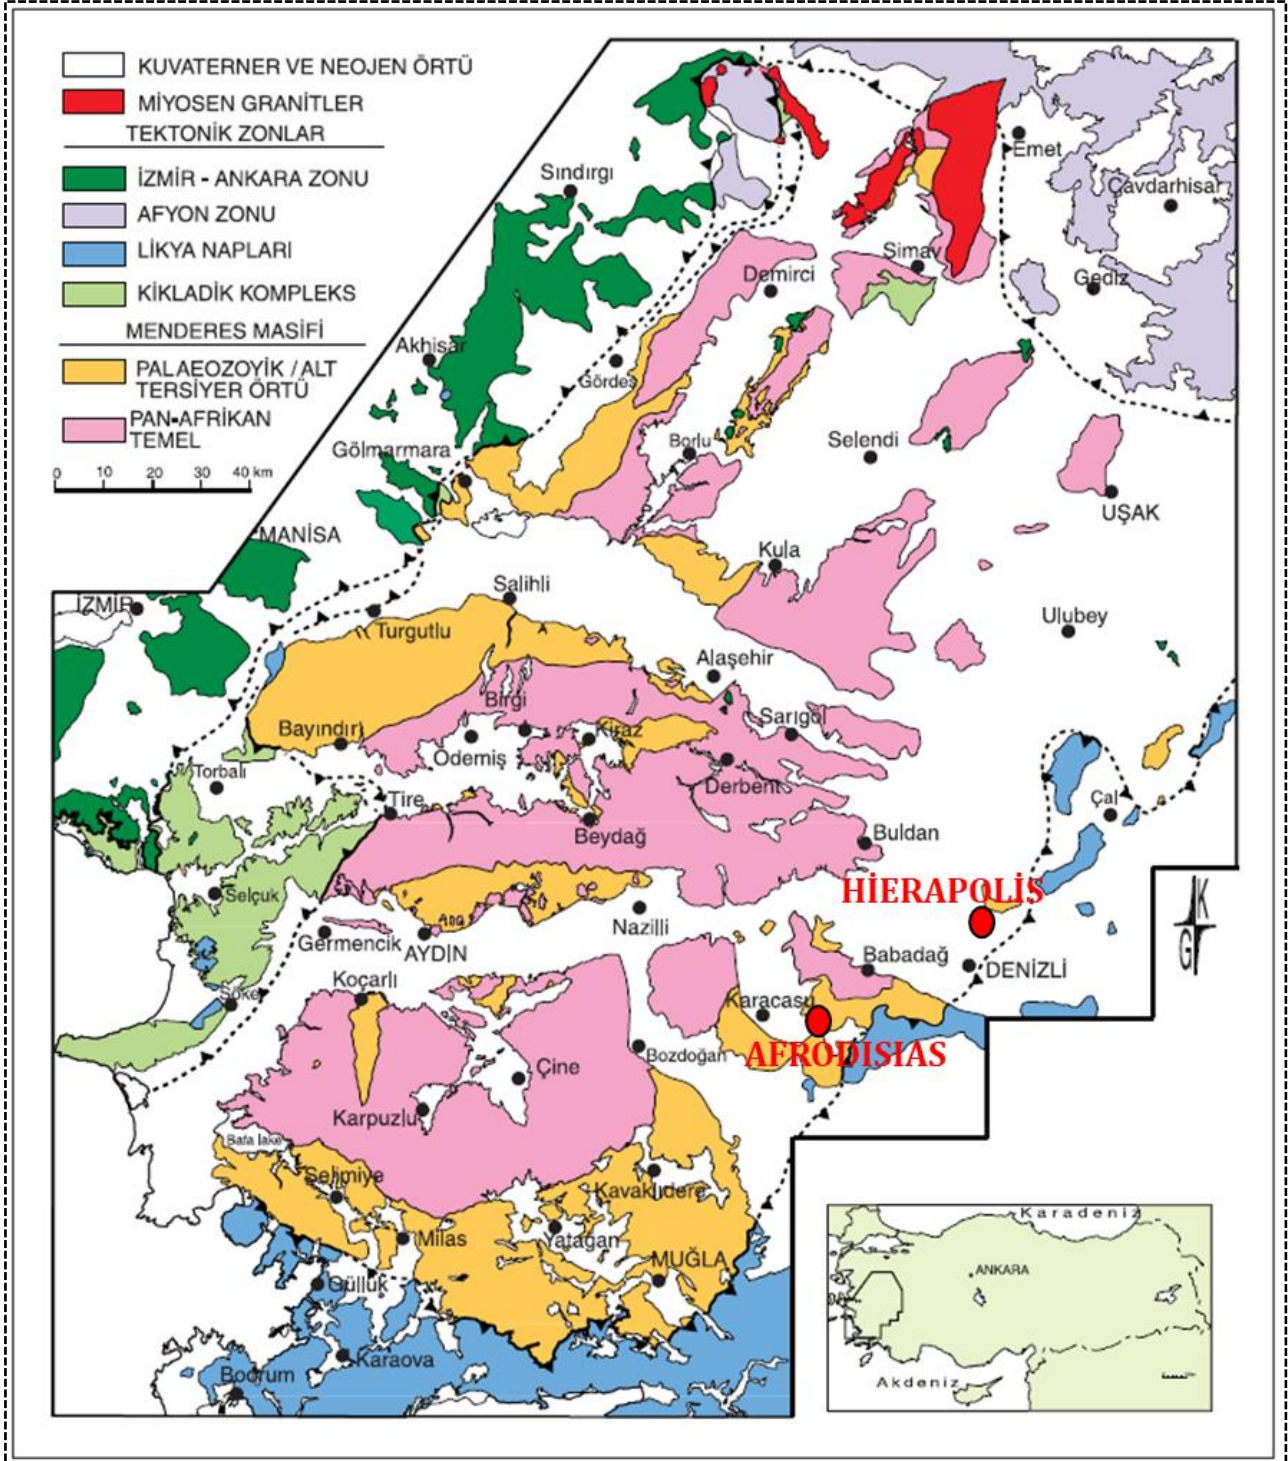 KUVATERNER VE NEOJEN ÖRTÜ
MİYOSEN GRANİTLER
TEKTONİK ZONLAR
İZMİR - ANKARA ZONU
AFYON ZONU
LİKYA NAPLARI
KİKLADİK KOMPLEKS
MENDERES MASİFİ
PALAEOZOYİK / ALT
TERSİYER ÖRTÜ
PAN-AFRİKAN
TEMEL
0 10 20 30 40 km
Emet
Sındırgı
Çavdarhisar
Simav
Demirci
Gediz
Akhisar
Gördes
Borlu
Selendi
Gölmarmara
UŞAK
MANİSA
Kula
Salihli
İZMİR
Turgutlu
Ulubey
Alaşehir
Birgi
Sarıgöl
Bayındır
Kiraz
Ödemiş
Torbalı
Derbent
Çal
Tire
Beydağ
Buldan
Selçuk
HİERAPOLİS
K
G
Nazilli
Germencik
AYDIN
Babadağ
DENİZLİ
Koçarlı
Söke
Karacasu
Bozdoğan
AFRODISIAS
Çine
Karpuzlu
Bafa lake
Selimiye
Kavaklıdere
Milas
Yatağan
MUĞLA
Güllük
Karaova
Bodrum
Karadeniz
ANKARA
Akdeniz